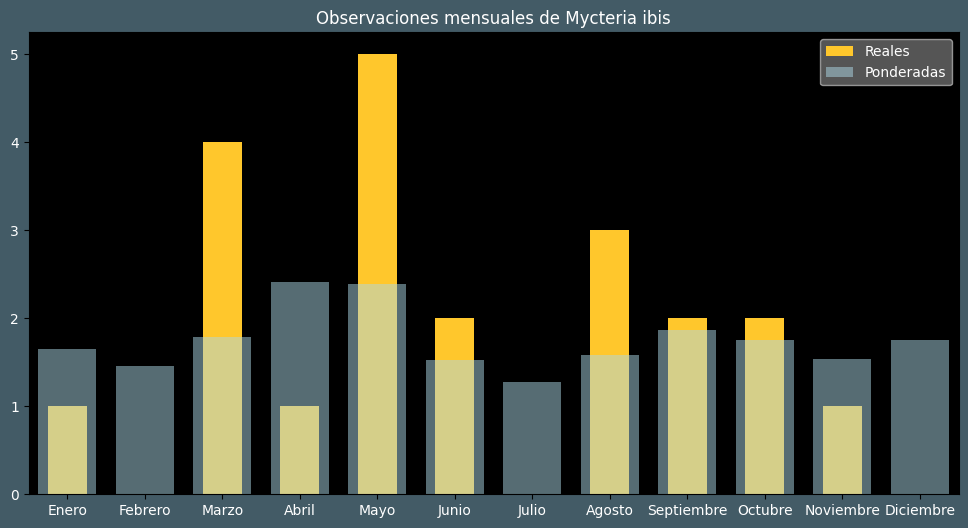 Observaciones mensuales de Mycteria ibis
Reales
Ponderadas
5
4
3
2
1
0
Enero Febrero Marzo Abril Mayo Junio Julio Agosto Septiembre Octubre Noviembre Diciembre